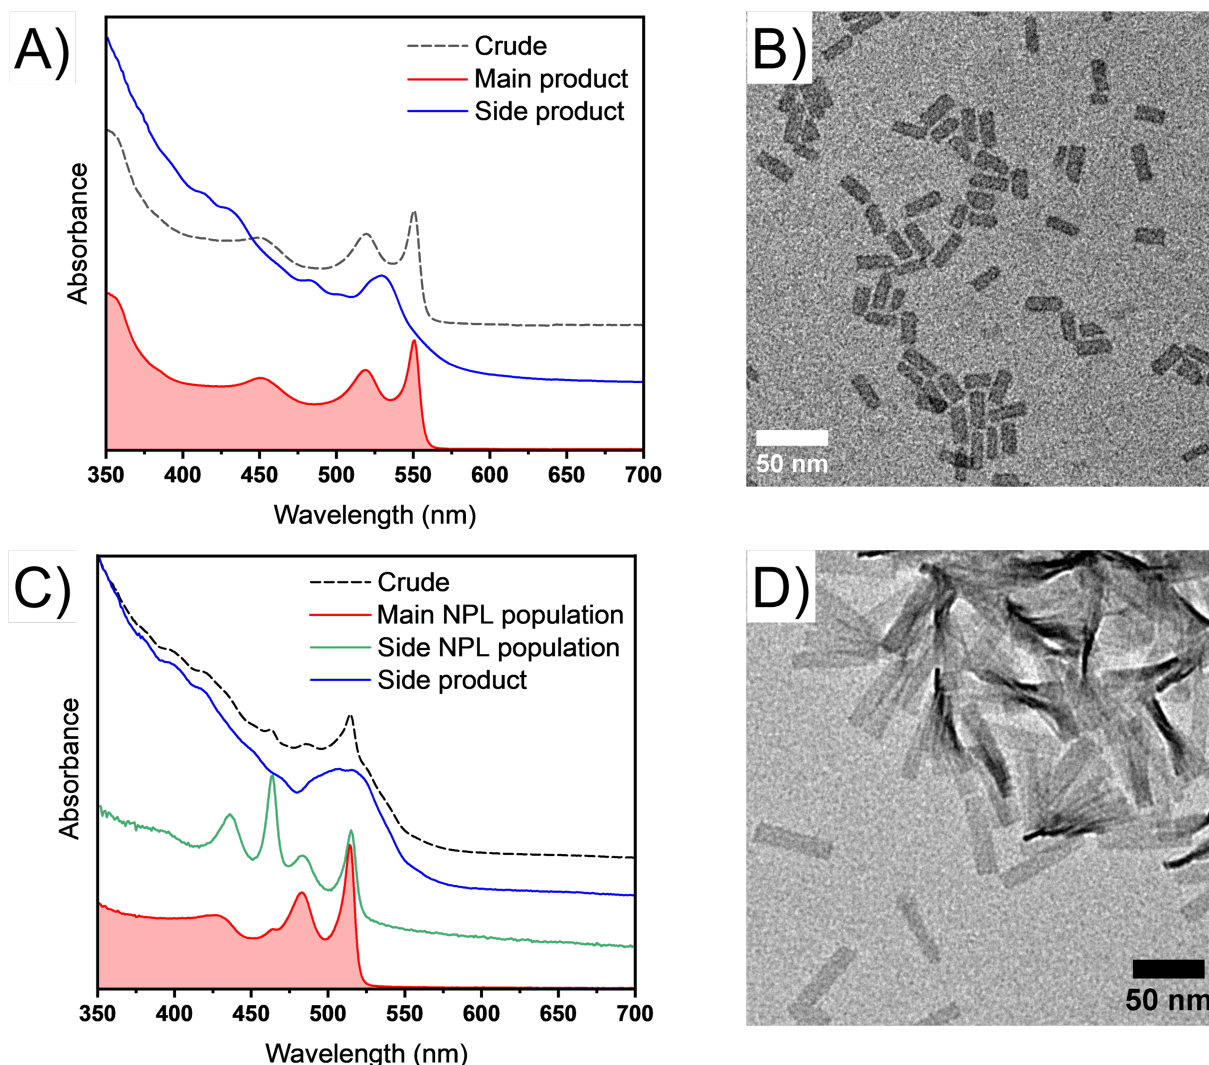 A)
Crude
Main product
Side product
Absorbance
350 400 450 500 550 600 650 700
Wavelength (nm)
B)
50 nm
C)
Crude
Main NPL population
Side NPL population
Side product
Absorbance
350 400 450 500 550 600 650 700
Wavelength (nm)
D)
50 nm